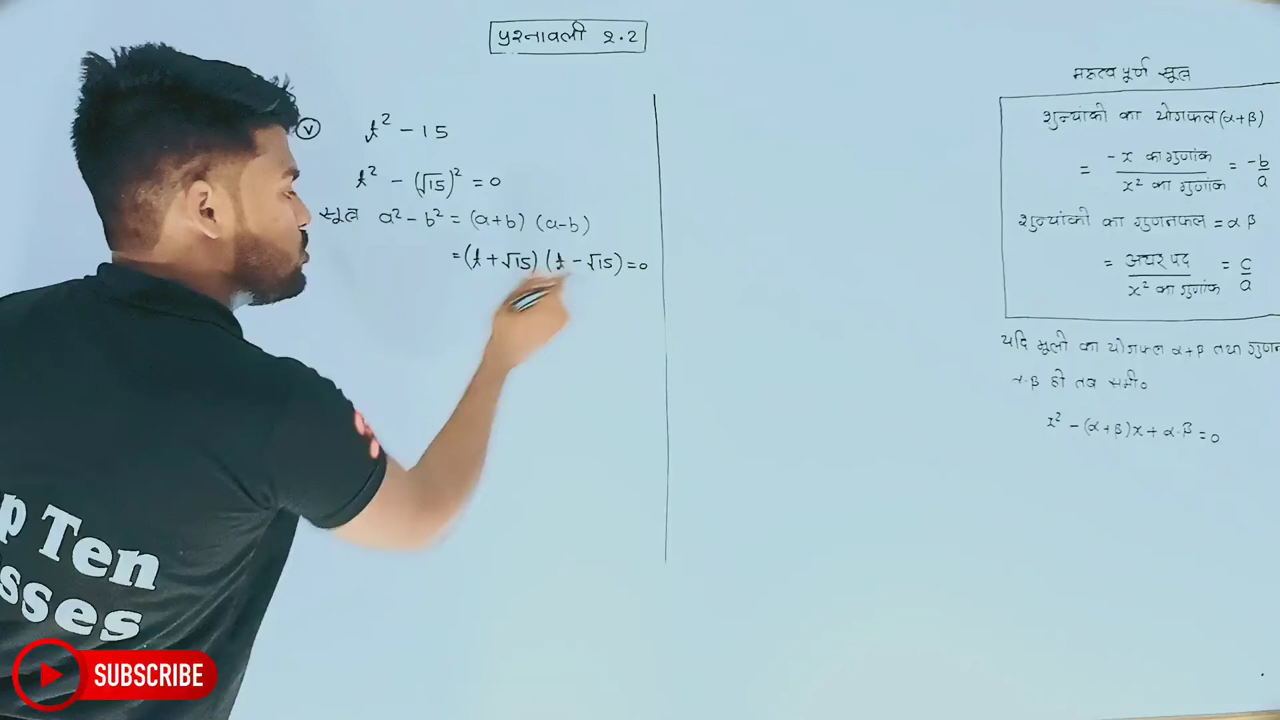 प्रश्नावली 2.2
(v) t² - 15
t² - (√15)² = 0
सूत्र a² - b² = (a+b) (a-b)
= (t + √15) (t - √15) = 0
महत्वपूर्ण सूत्र
शुन्यांको का योगफल (α+β)
= -x का गुणांक / x² का गुणांक = -b/a
शुन्यांको का गुणनफल = αβ
= अचर पद / x² का गुणांक = c/a
यदि मूलो का योगफल α+β तथा गुणन
α.β हो तब समी०
x² - (α+β)x + α.β = 0
p Ten
sses
SUBSCRIBE